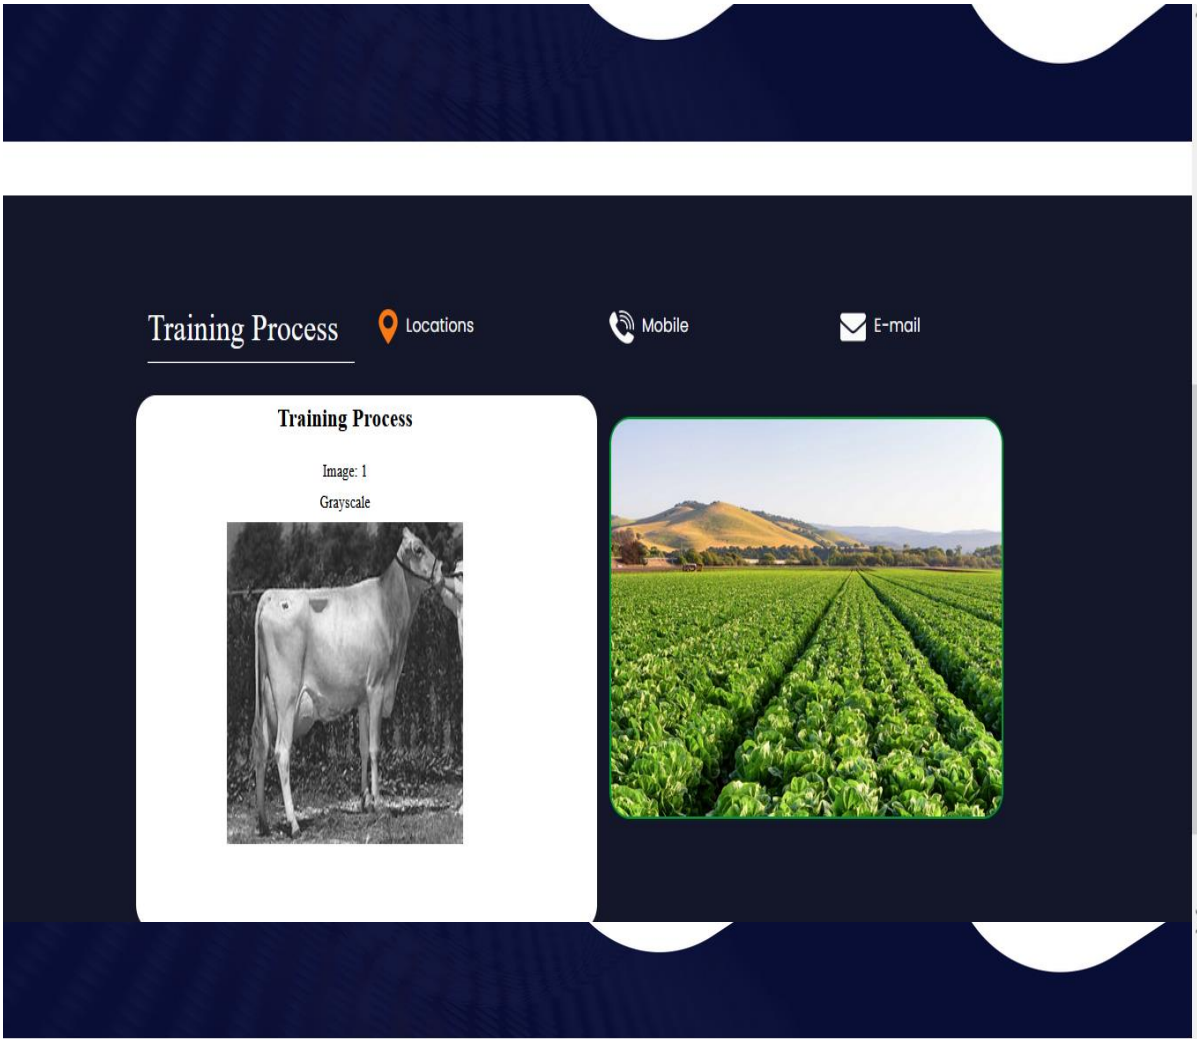 Training Process
Locations
Mobile
E-mail
Training Process
Image: 1
Grayscale